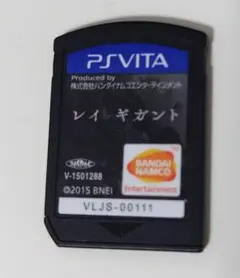 PSVITA
Produced by
株式会社バンダイナムコエンターテインメント
レイ ギガント
BANDAI
NAMCO
Entertainment
V-1501288
©2015 BNEI
VLJS-00111